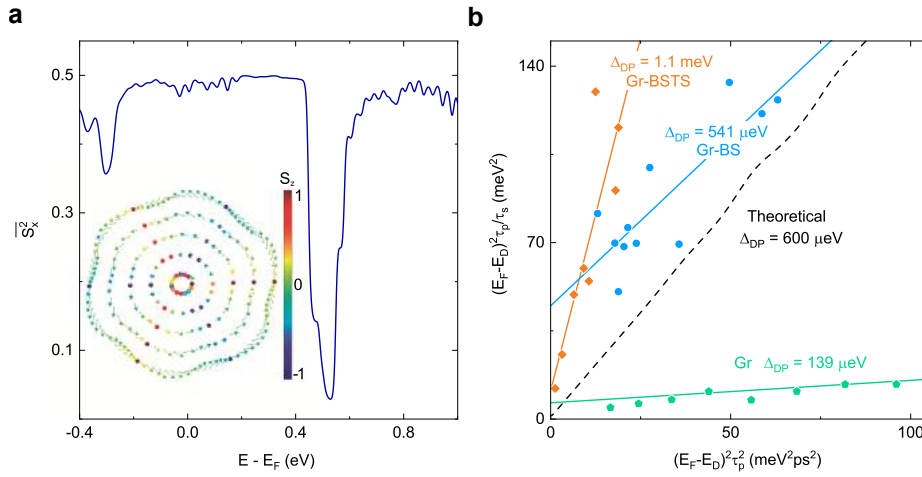 a
b
0.5
0.3
0.1
S̄x²
Sz
1
0
-1
-0.4
0.0
0.4
0.8
E - EF (eV)
140
70
0
(EF-ED)²τp/τs (meV²)
ΔDP = 1.1 meV
Gr-BSTS
ΔDP = 541 μeV
Gr-BS
Theoretical
ΔDP = 600 μeV
Gr ΔDP = 139 μeV
0
50
100
(EF-ED)²τp² (meV²ps²)